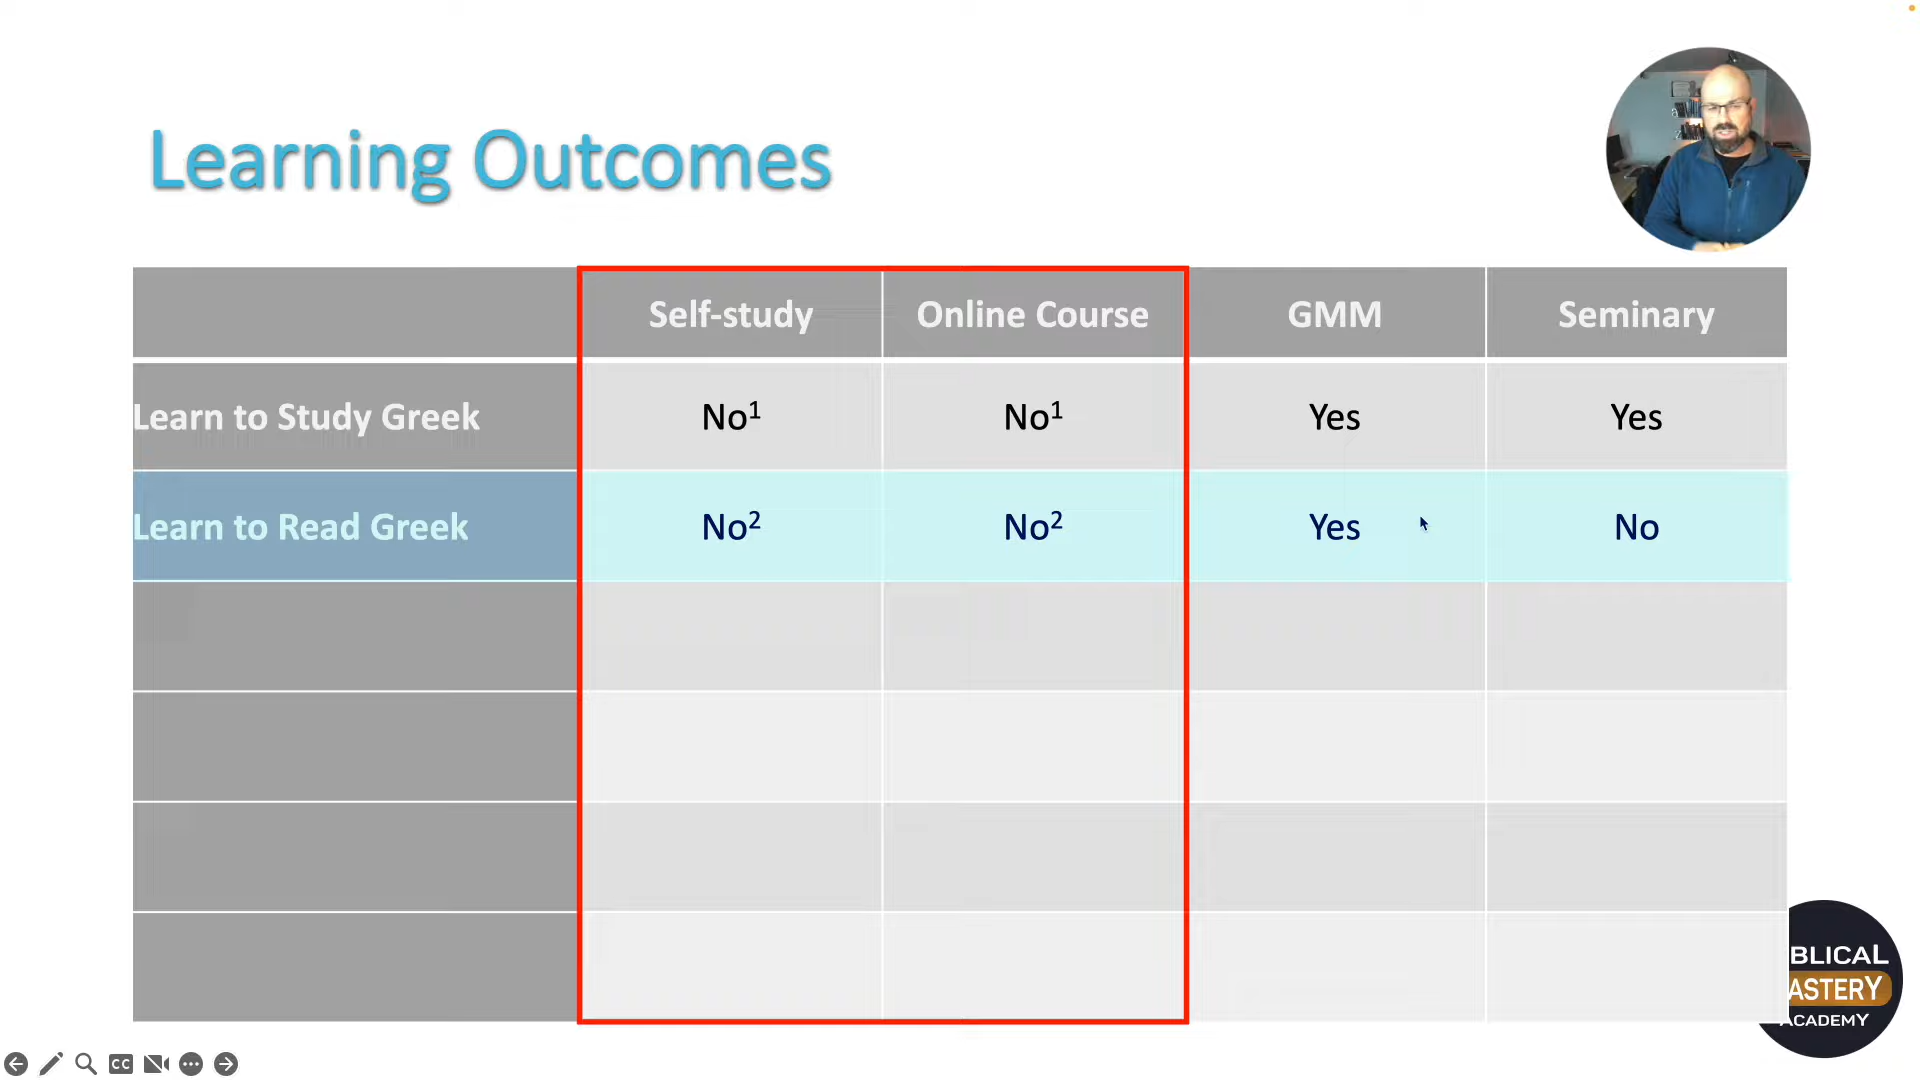 Learning Outcomes
Self-study Online Course GMM Seminary
Learn to Study Greek No¹ No¹ Yes Yes
Learn to Read Greek No² No² Yes No
BLICAL
ASTERY
ACADEMY
CC